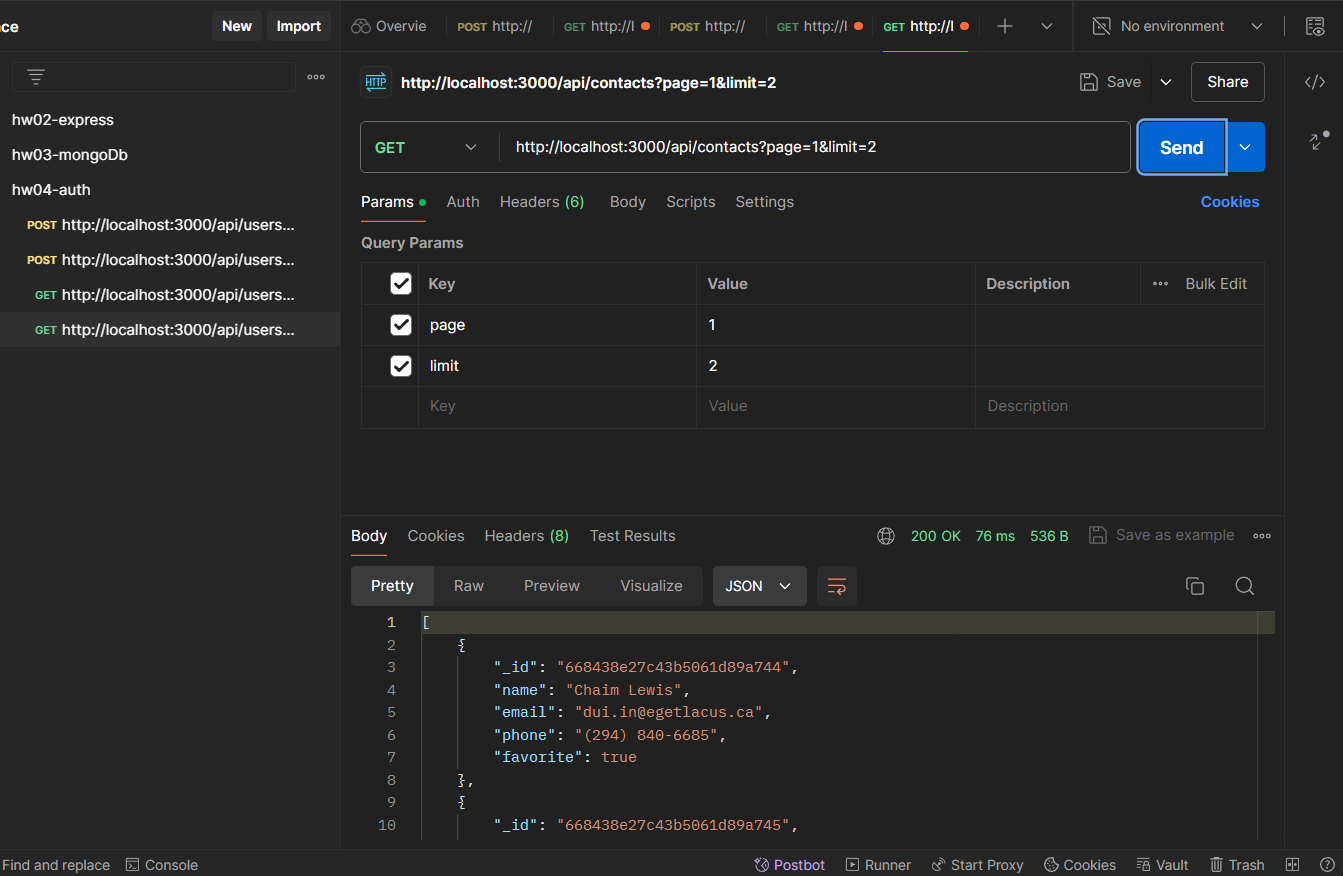 ce New Import Overvie POST http:// GET http://l POST http:// GET http://l GET http://l No environment
HTTP http://localhost:3000/api/contacts?page=1&limit=2 Save Share
hw02-express
hw03-mongoDb
hw04-auth
POST http://localhost:3000/api/users...
POST http://localhost:3000/api/users...
GET http://localhost:3000/api/users...
GET http://localhost:3000/api/users...
GET http://localhost:3000/api/contacts?page=1&limit=2 Send
Params Auth Headers (6) Body Scripts Settings Cookies
Query Params
Key Value Description Bulk Edit
page 1
limit 2
Key Value Description
Body Cookies Headers (8) Test Results 200 OK 76 ms 536 B Save as example
Pretty Raw Preview Visualize JSON
1 [
2 {
3 "_id": "668438e27c43b5061d89a744",
4 "name": "Chaim Lewis",
5 "email": "dui.in@egetlacus.ca",
6 "phone": "(294) 840-6685",
7 "favorite": true
8 },
9 {
10 "_id": "668438e27c43b5061d89a745",
Find and replace Console Postbot Runner Start Proxy Cookies Vault Trash